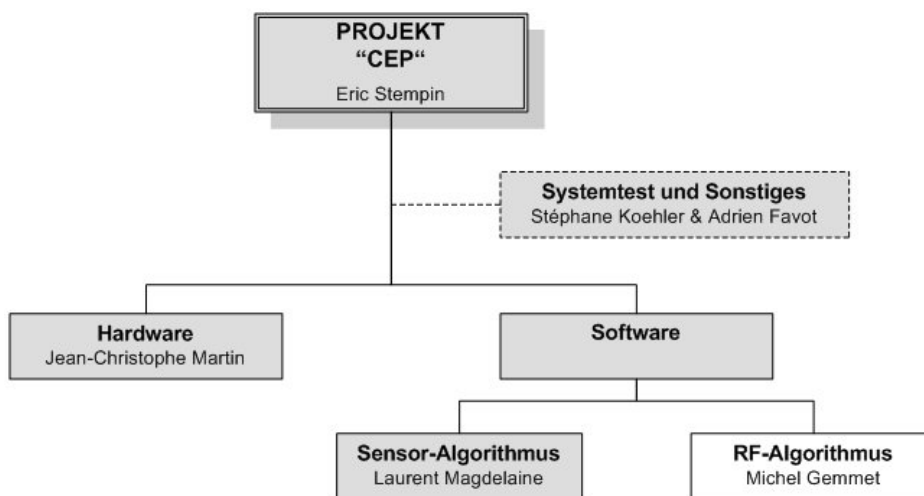 PROJEKT
“CEP“
Eric Stempin
Systemtest und Sonstiges
Stéphane Koehler & Adrien Favot
Hardware
Jean-Christophe Martin
Software
Sensor-Algorithmus
Laurent Magdelaine
RF-Algorithmus
Michel Gemmet